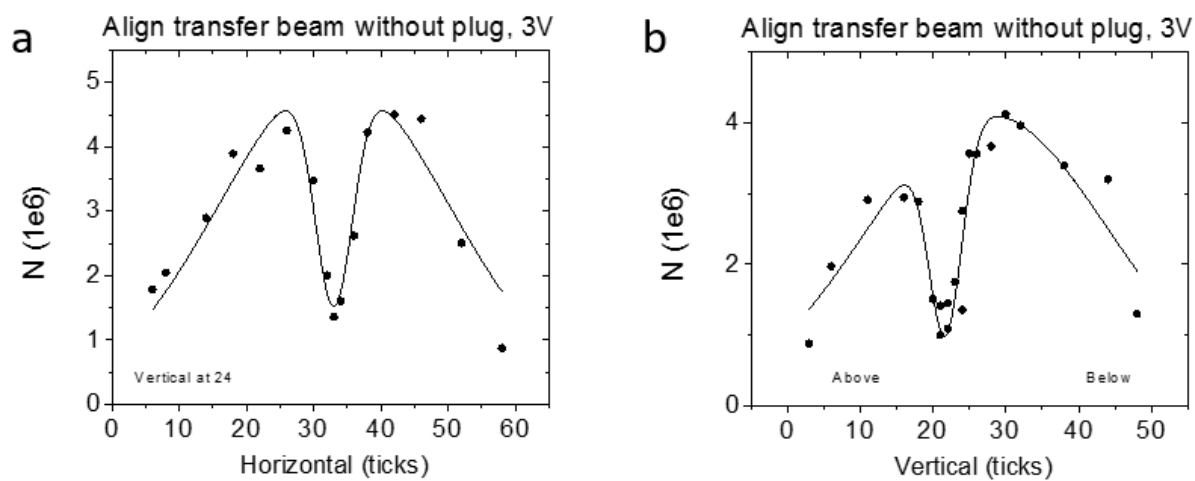 a
Align transfer beam without plug, 3V
N (1e6)
5
4
3
2
1
0
Vertical at 24
0 10 20 30 40 50 60
Horizontal (ticks)
b
Align transfer beam without plug, 3V
N (1e6)
4
2
0
Above Below
0 10 20 30 40 50
Vertical (ticks)